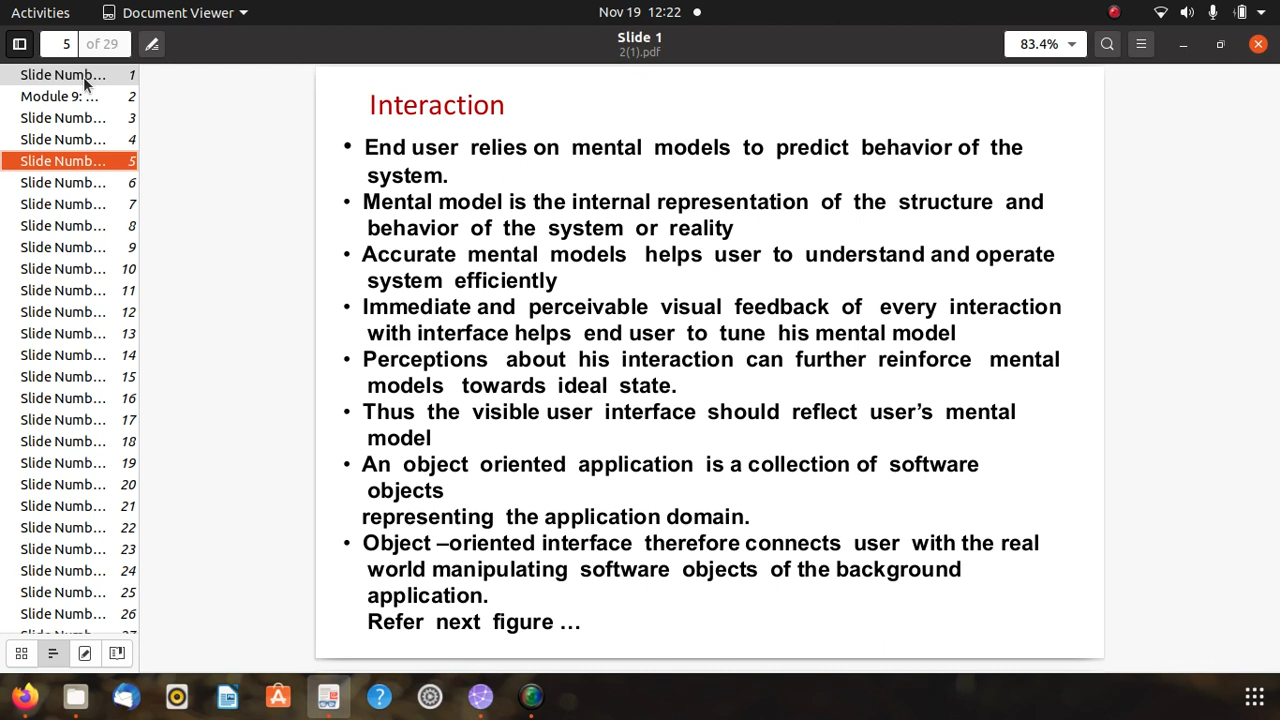 Activities Document Viewer Nov 19 12:22
5 of 29 Slide 1 83.4%
2(1).pdf
Slide Numb... 1
Module 9: ... 2
Slide Numb... 3
Slide Numb... 4
Slide Numb... 5
Slide Numb... 6
Slide Numb... 7
Slide Numb... 8
Slide Numb... 9
Slide Numb... 10
Slide Numb... 11
Slide Numb... 12
Slide Numb... 13
Slide Numb... 14
Slide Numb... 15
Slide Numb... 16
Slide Numb... 17
Slide Numb... 18
Slide Numb... 19
Slide Numb... 20
Slide Numb... 21
Slide Numb... 22
Slide Numb... 23
Slide Numb... 24
Slide Numb... 25
Slide Numb... 26
Interaction
• End user relies on mental models to predict behavior of the
system.
• Mental model is the internal representation of the structure and
behavior of the system or reality
• Accurate mental models helps user to understand and operate
system efficiently
• Immediate and perceivable visual feedback of every interaction
with interface helps end user to tune his mental model
• Perceptions about his interaction can further reinforce mental
models towards ideal state.
• Thus the visible user interface should reflect user’s mental
model
• An object oriented application is a collection of software
objects
representing the application domain.
• Object –oriented interface therefore connects user with the real
world manipulating software objects of the background
application.
Refer next figure …